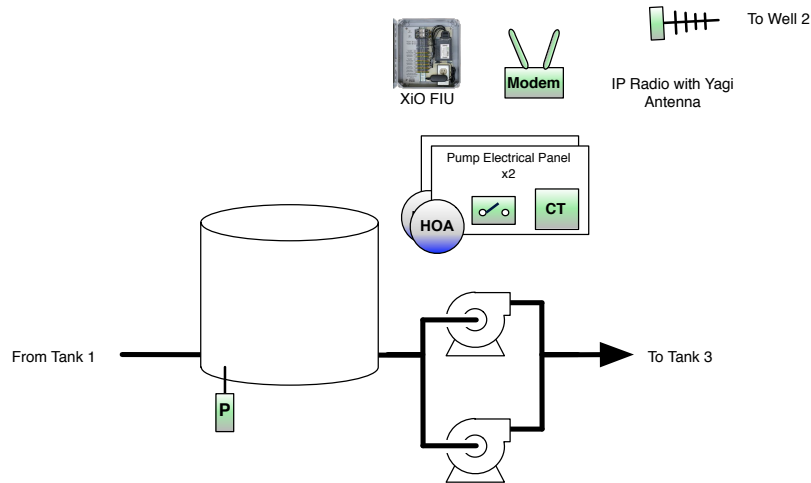 To Well 2
Modem
XiO FIU
IP Radio with Yagi
Antenna
Pump Electrical Panel
x2
CT
HOA
From Tank 1
To Tank 3
P